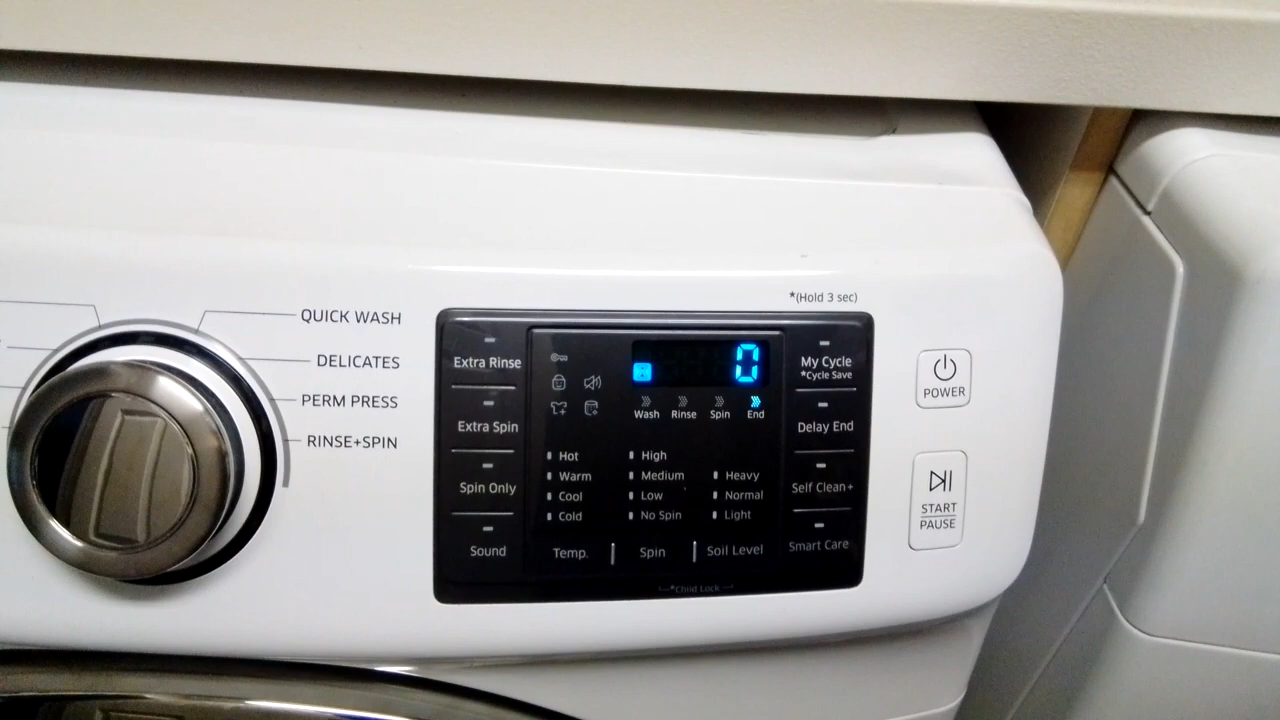 *(Hold 3 sec)
QUICK WASH
DELICATES
PERM PRESS
RINSE+SPIN
Extra Rinse
Extra Spin
Spin Only
Sound
0
Wash Rinse Spin End
Hot High
Warm Medium Heavy
Cool Low Normal
Cold No Spin Light
Temp. Spin Soil Level
*Child Lock
My Cycle
*Cycle Save
Delay End
Self Clean+
Smart Care
POWER
START
PAUSE